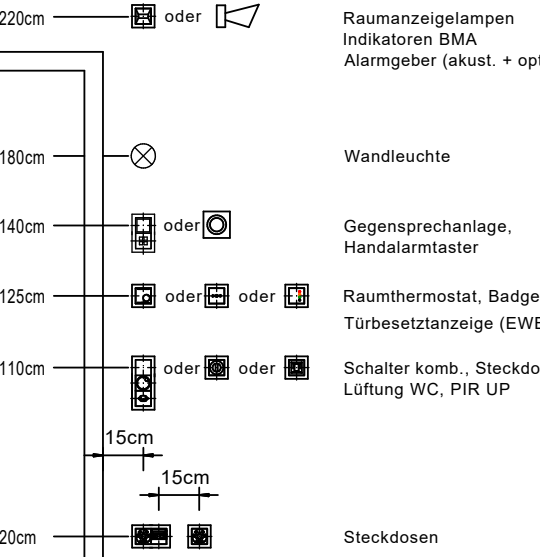 220cm oder Raumanzeigelampen
Indikatoren BMA
Alarmgeber (akust. + opt
180cm Wandleuchte
140cm oder Gegensprechanlage,
Handalarmtaster
125cm oder oder Raumthermostat, Badge
Türbesetztanzeige (EWE
110cm oder oder Schalter komb., Steckdo
Lüftung WC, PIR UP
15cm
15cm
20cm Steckdosen